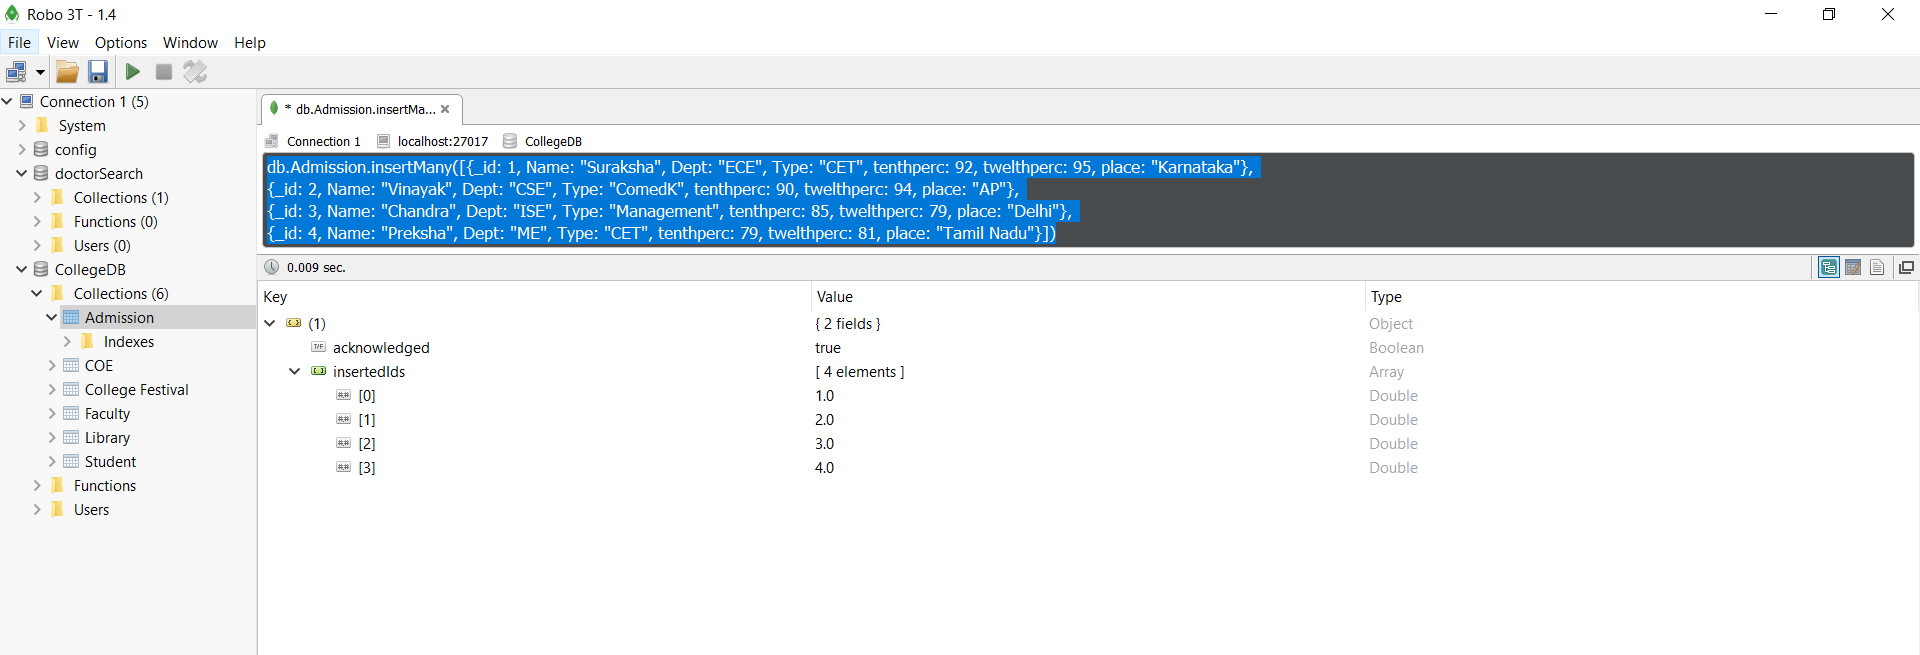 Robo 3T - 1.4
File View Options Window Help
Connection 1 (5)
System
config
doctorSearch
Collections (1)
Functions (0)
Users (0)
CollegeDB
Collections (6)
Admission
Indexes
COE
College Festival
Faculty
Library
Student
Functions
Users
* db.Admission.insertMa...
Connection 1 localhost:27017 CollegeDB
db.Admission.insertMany([{_id: 1, Name: "Suraksha", Dept: "ECE", Type: "CET", tenthperc: 92, twelthperc: 95, place: "Karnataka"},
{_id: 2, Name: "Vinayak", Dept: "CSE", Type: "ComedK", tenthperc: 90, twelthperc: 94, place: "AP"},
{_id: 3, Name: "Chandra", Dept: "ISE", Type: "Management", tenthperc: 85, twelthperc: 79, place: "Delhi"},
{_id: 4, Name: "Preksha", Dept: "ME", Type: "CET", tenthperc: 79, twelthperc: 81, place: "Tamil Nadu"}])
0.009 sec.
Key Value Type
(1) { 2 fields } Object
acknowledged true Boolean
insertedIds [ 4 elements ] Array
[0] 1.0 Double
[1] 2.0 Double
[2] 3.0 Double
[3] 4.0 Double